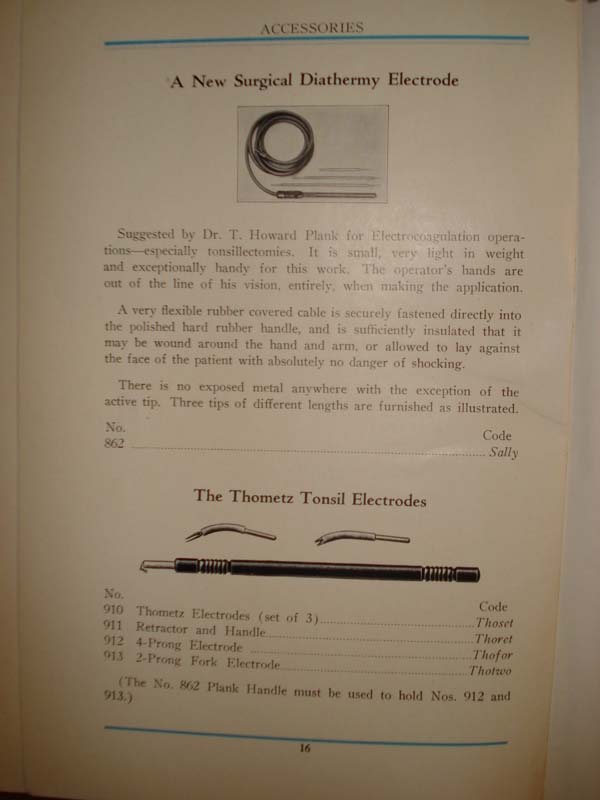 ACCESSORIES
A New Surgical Diathermy Electrode
Suggested by Dr. T. Howard Plank for Electrocoagulation opera-
tions—especially tonsillectomies. It is small, very light in weight
and exceptionally handy for this work. The operator's hands are
out of the line of his vision, entirely, when making the application.
A very flexible rubber covered cable is securely fastened directly into
the polished hard rubber handle, and is sufficiently insulated that it
may be wound around the hand and arm, or allowed to lay against
the face of the patient with absolutely no danger of shocking.
There is no exposed metal anywhere with the exception of the
active tip. Three tips of different lengths are furnished as illustrated.
No. Code
862 Sally
The Thometz Tonsil Electrodes
No. Code
910 Thometz Electrodes (set of 3) Thoset
911 Retractor and Handle Thoret
912 4-Prong Electrode Thofor
913 2-Prong Fork Electrode Thotwo
(The No. 862 Plank Handle must be used to hold Nos. 912 and
913.)
16